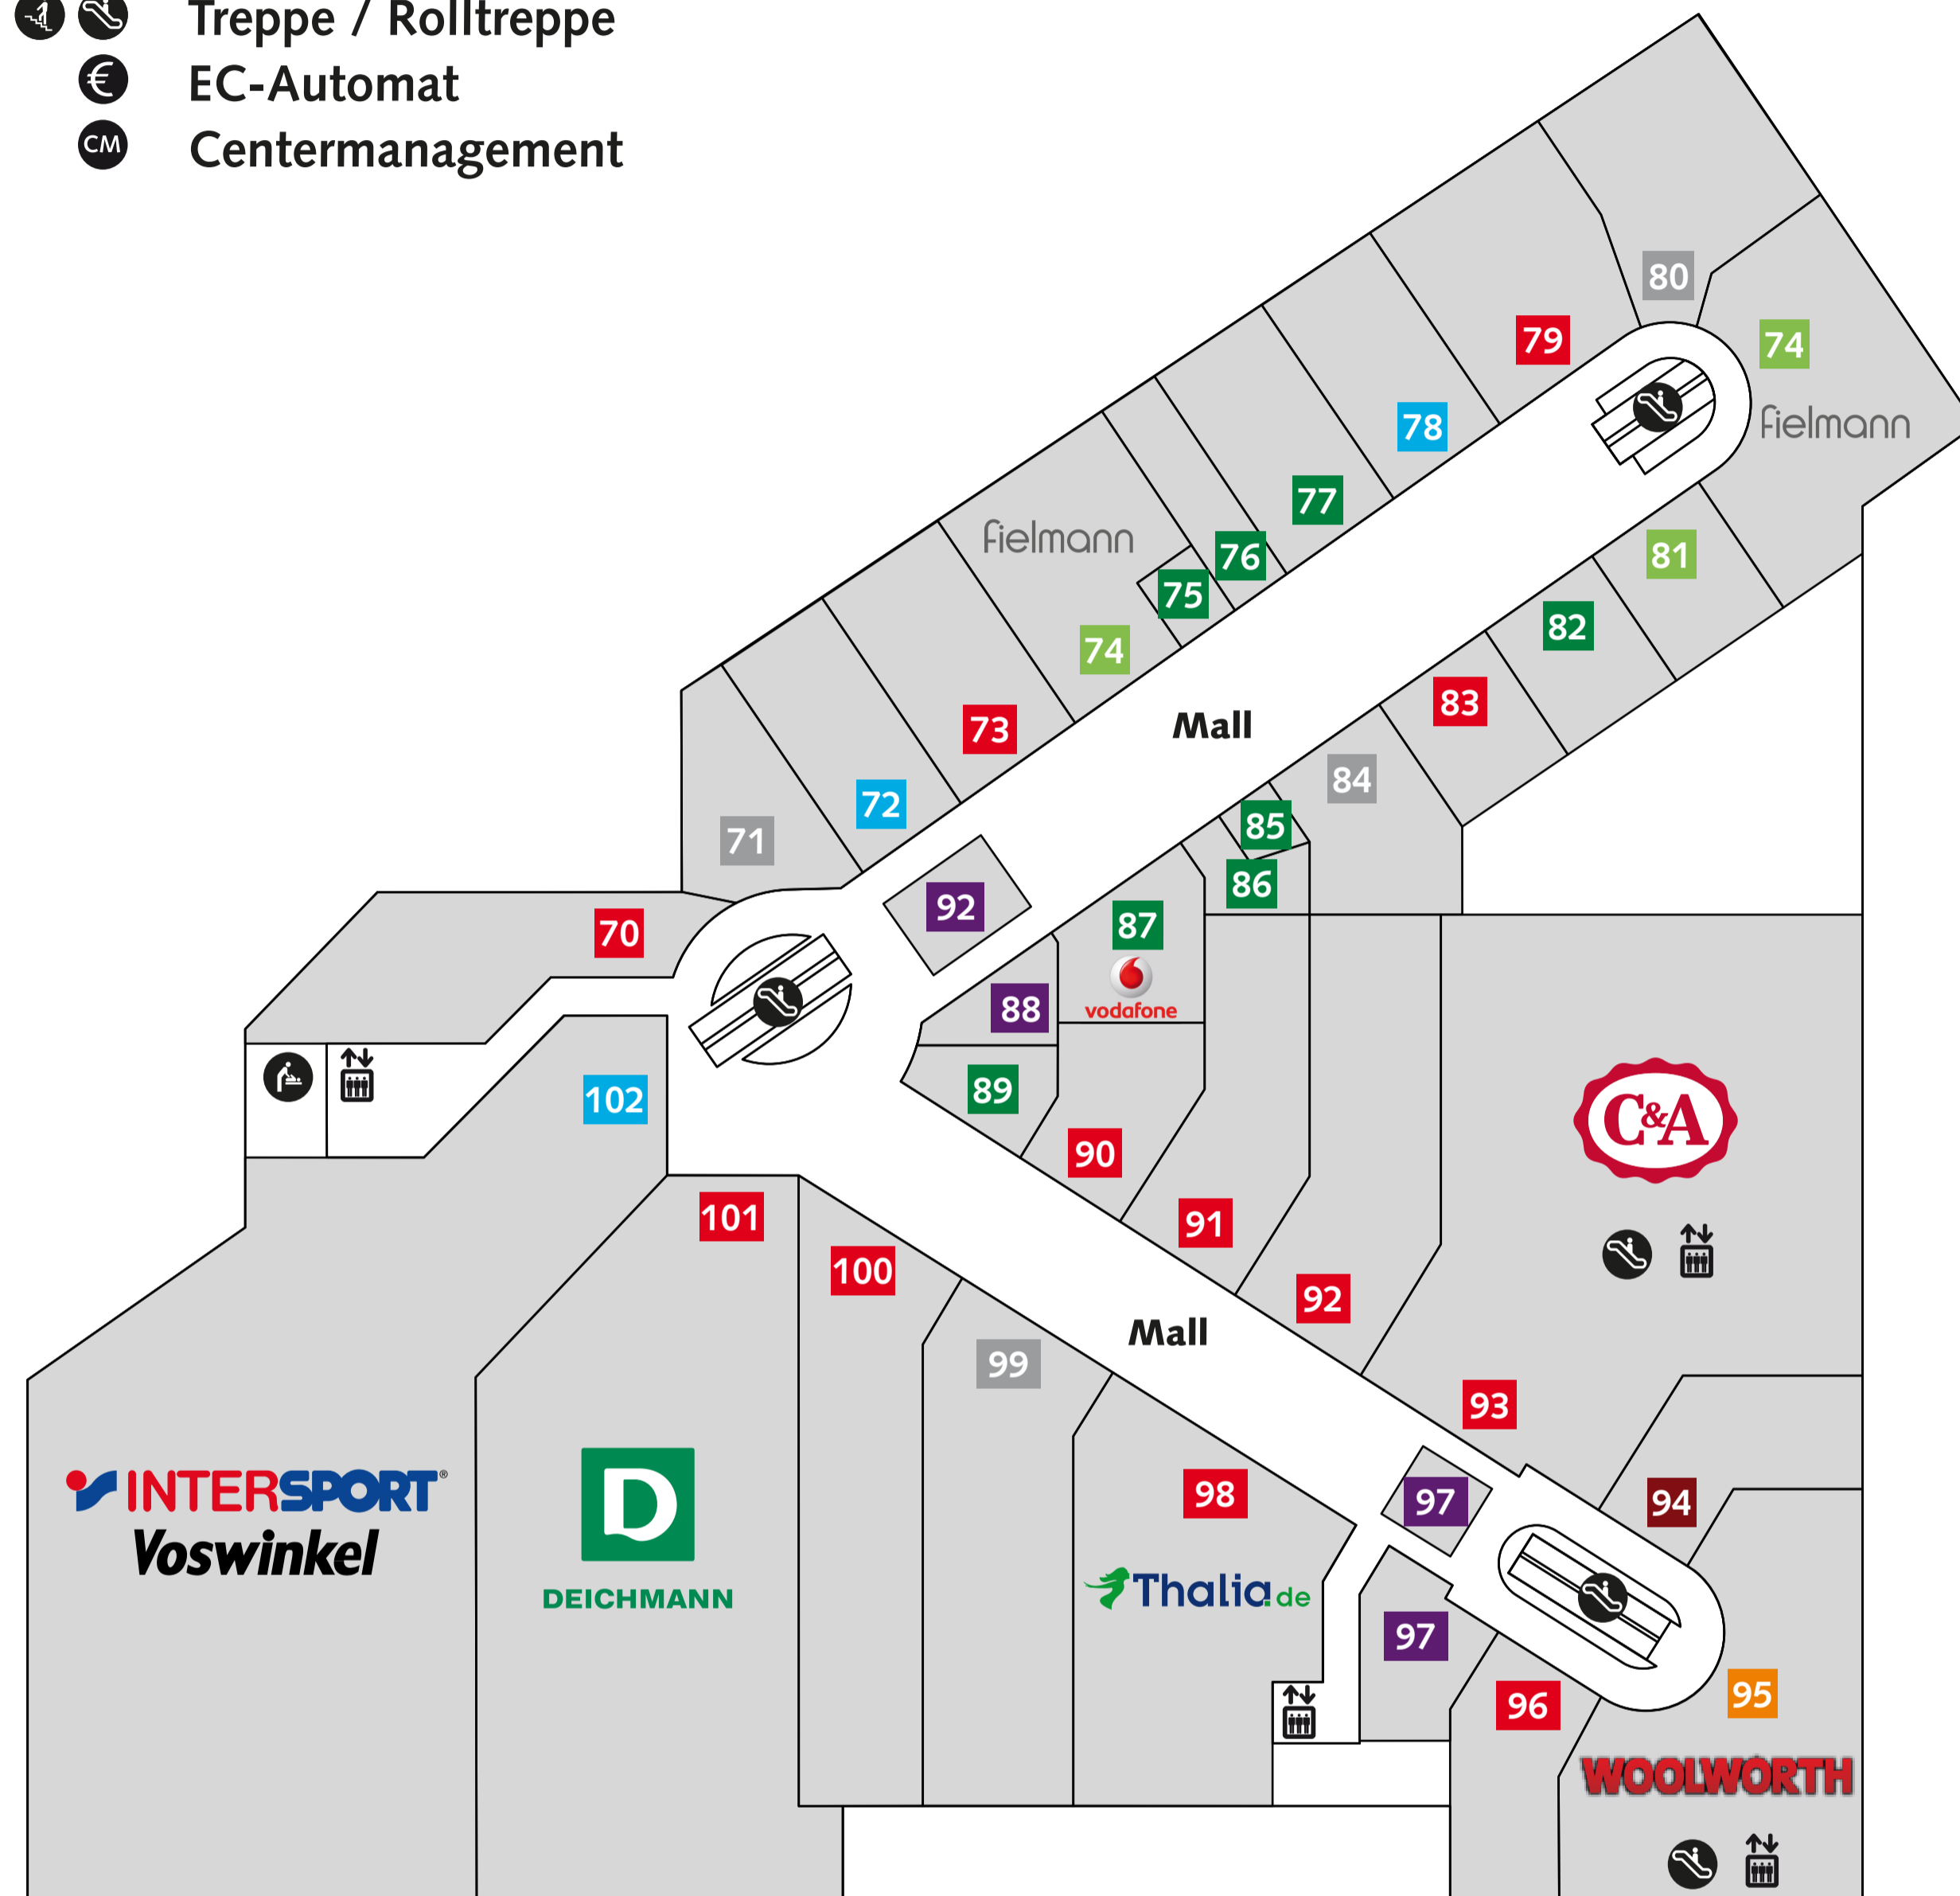 Treppe / Rolltreppe
€ EC-Automat
CM Centermanagement
80
79
74
fielmann
78
77
fielmann
76
75
81
74
82
73
83
Mall
72
84
71
85
86
92
87
70
vodafone
88
89
102
C&A
90
101
91
100
92
Mall
99
93
INTERSPORT®
Voswinkel
D
DEICHMANN
98
97
94
Thalia.de
97
95
96
WOOLWORTH